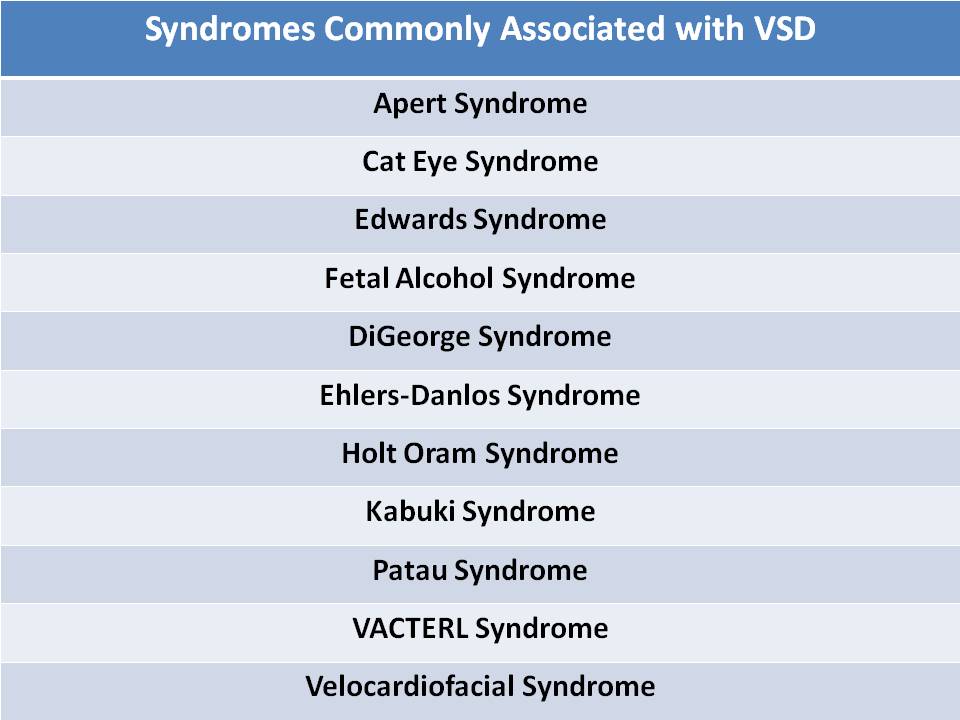 Syndromes Commonly Associated with VSD
Apert Syndrome
Cat Eye Syndrome
Edwards Syndrome
Fetal Alcohol Syndrome
DiGeorge Syndrome
Ehlers-Danlos Syndrome
Holt Oram Syndrome
Kabuki Syndrome
Patau Syndrome
VACTERL Syndrome
Velocardiofacial Syndrome